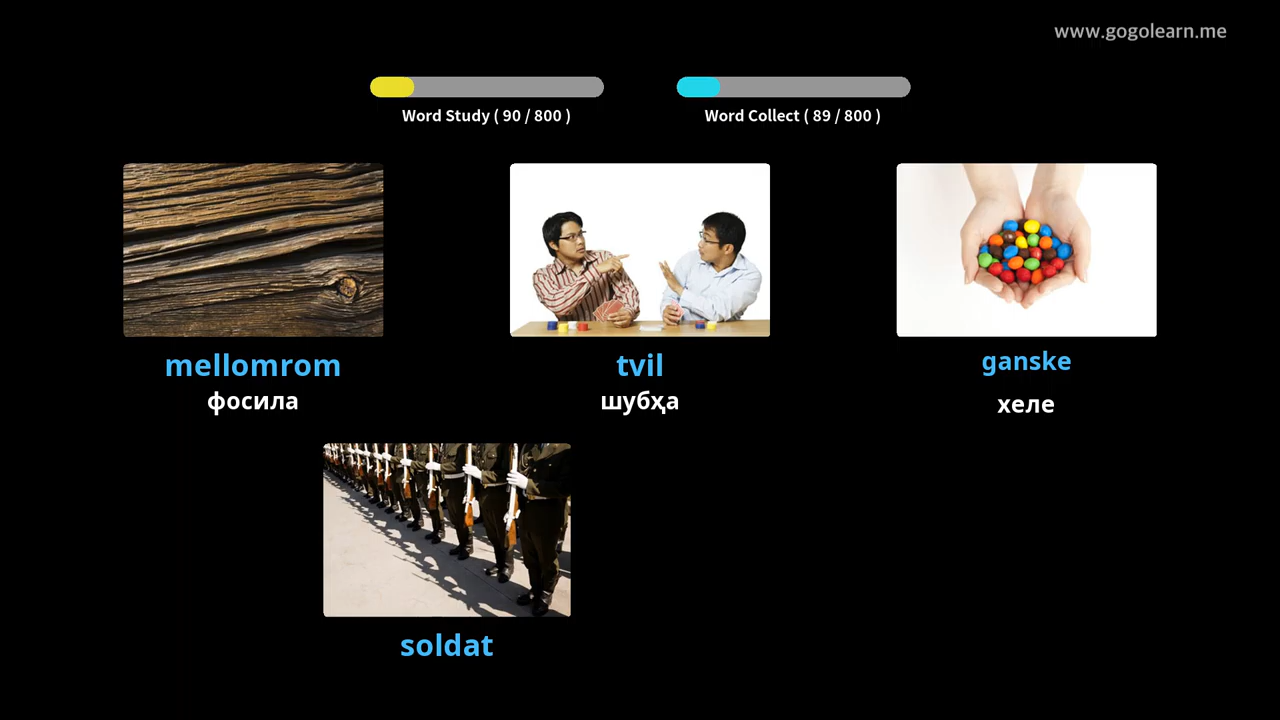 www.gogolearn.me
Word Study ( 90 / 800 )
Word Collect ( 89 / 800 )
mellomrom
фосила
tvil
шубҳа
ganske
хеле
soldat